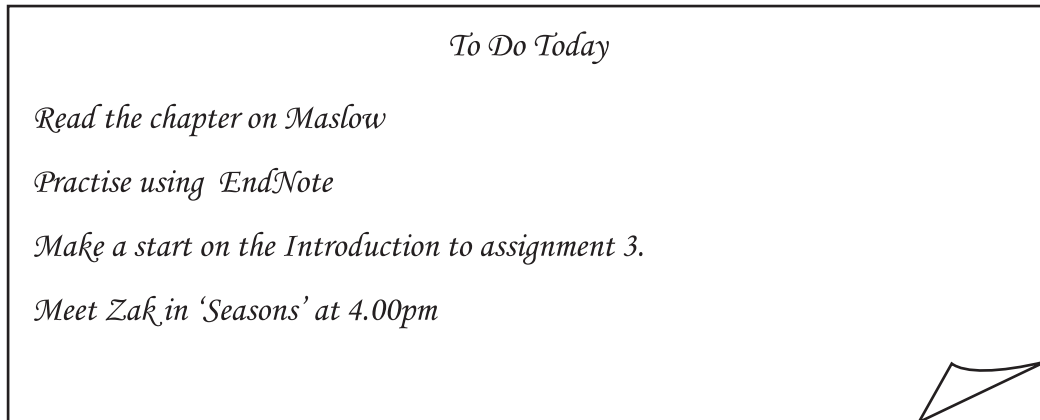 To Do Today
Read the chapter on Maslow
Practise using EndNote
Make a start on the Introduction to assignment 3.
Meet Zak in ‘Seasons’ at 4.00pm